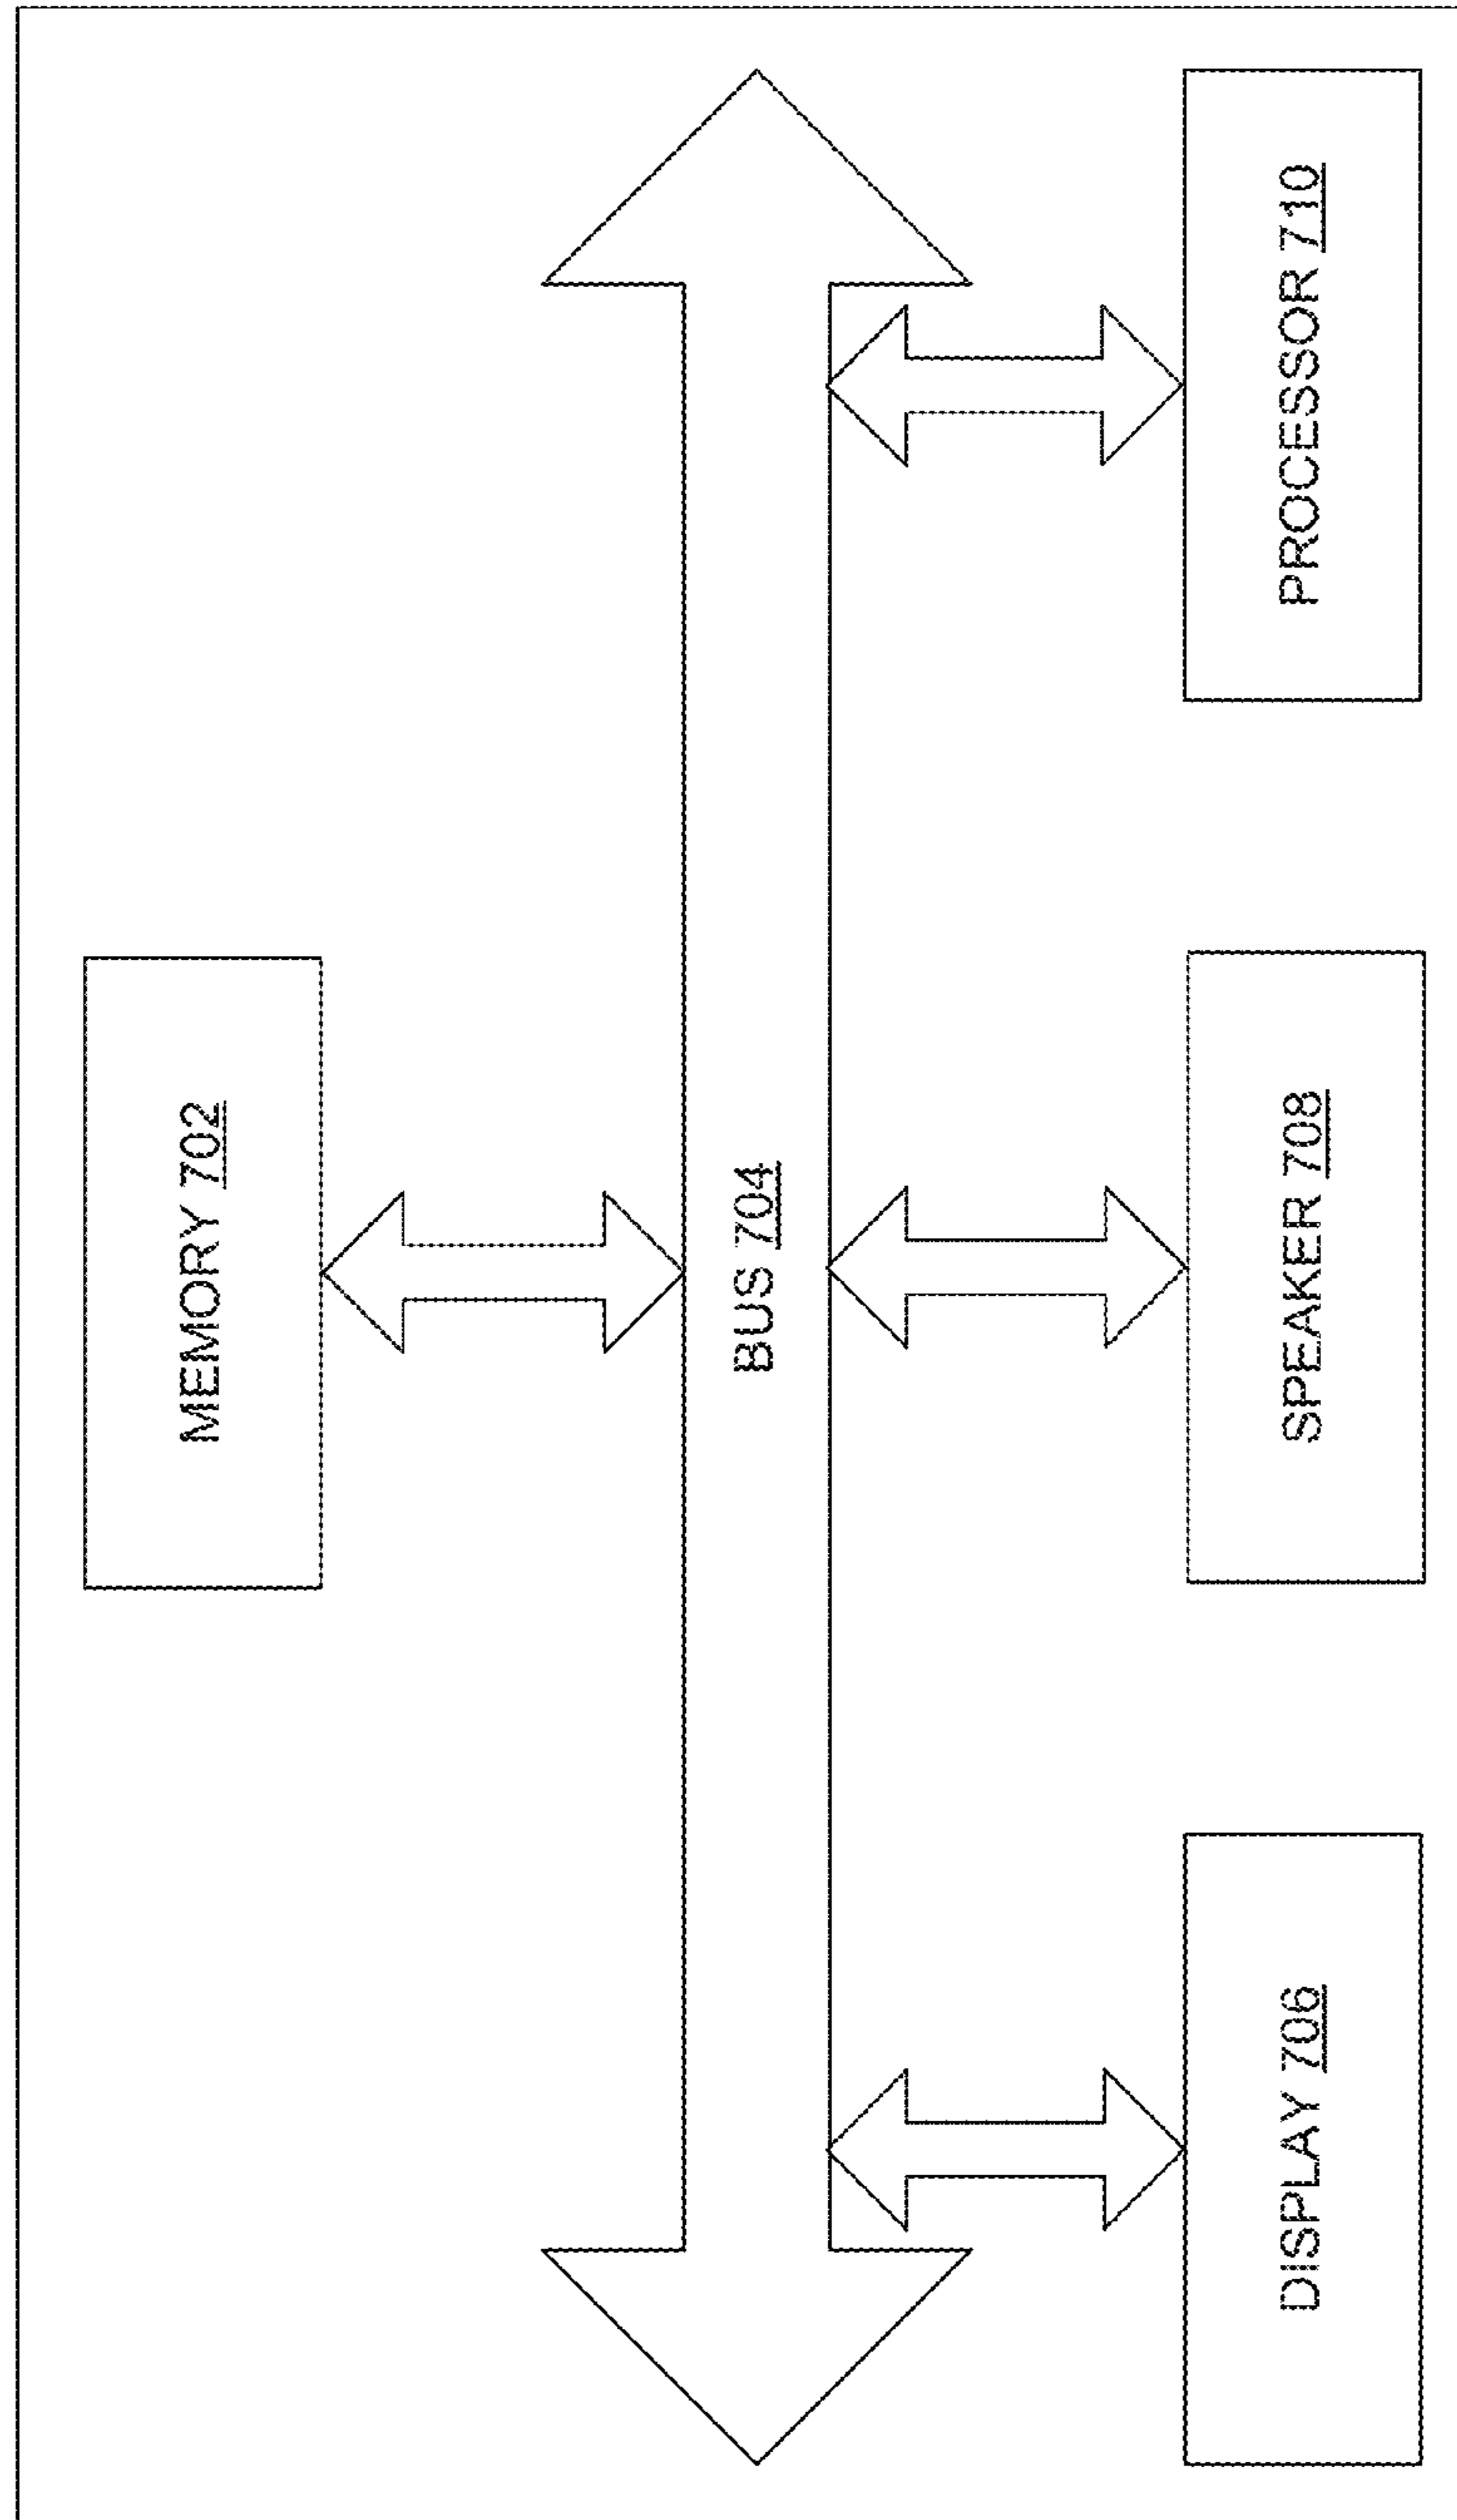 MEMORY 702
BUS 704
DISPLAY 706
SPEAKER 708
PROCESSOR 710